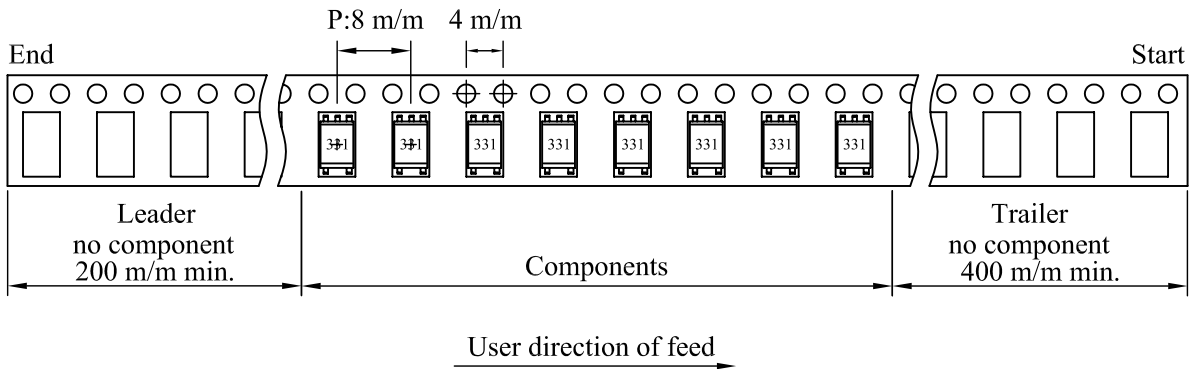 P:8 m/m 4 m/m
End Start
331 331 331 331 331 331 331 331
Leader
no component
200 m/m min.
Components
Trailer
no component
400 m/m min.
User direction of feed